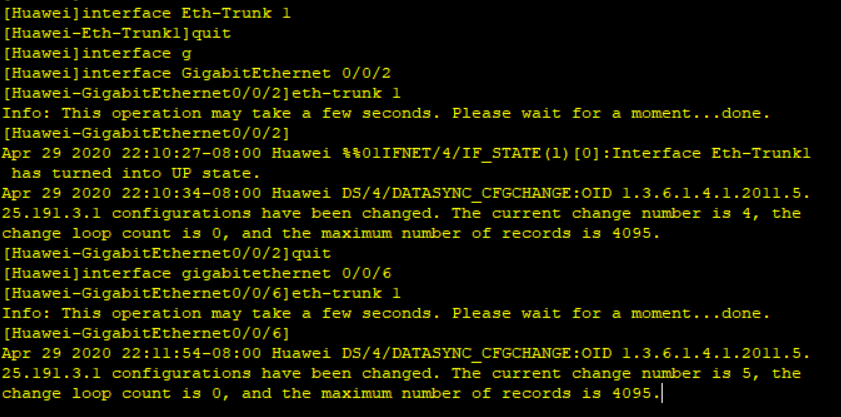 [Huawei]interface Eth-Trunk 1
[Huawei-Eth-Trunk1]quit
[Huawei]interface g
[Huawei]interface GigabitEthernet 0/0/2
[Huawei-GigabitEthernet0/0/2]eth-trunk 1
Info: This operation may take a few seconds. Please wait for a moment...done.
[Huawei-GigabitEthernet0/0/2]
Apr 29 2020 22:10:27-08:00 Huawei %%01IFNET/4/IF_STATE(l)[0]:Interface Eth-Trunk1
 has turned into UP state.
Apr 29 2020 22:10:34-08:00 Huawei DS/4/DATASYNC_CFGCHANGE:OID 1.3.6.1.4.1.2011.5.
25.191.3.1 configurations have been changed. The current change number is 4, the
change loop count is 0, and the maximum number of records is 4095.
[Huawei-GigabitEthernet0/0/2]quit
[Huawei]interface gigabitethernet 0/0/6
[Huawei-GigabitEthernet0/0/6]eth-trunk 1
Info: This operation may take a few seconds. Please wait for a moment...done.
[Huawei-GigabitEthernet0/0/6]
Apr 29 2020 22:11:54-08:00 Huawei DS/4/DATASYNC_CFGCHANGE:OID 1.3.6.1.4.1.2011.5.
25.191.3.1 configurations have been changed. The current change number is 5, the
change loop count is 0, and the maximum number of records is 4095.